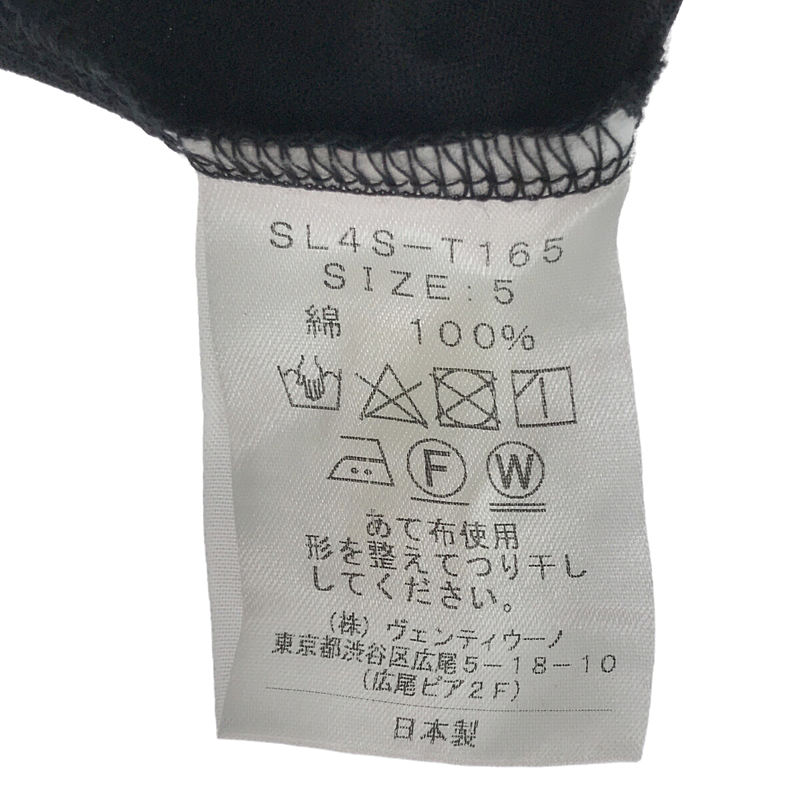 SL4S-T165
SIZE:5
綿 100%
F W
あて布使用
形を整えてつり干し
してください。
(株)ヴェンティウーノ
東京都渋谷区広尾5-18-10
(広尾ピア2F)
日本製